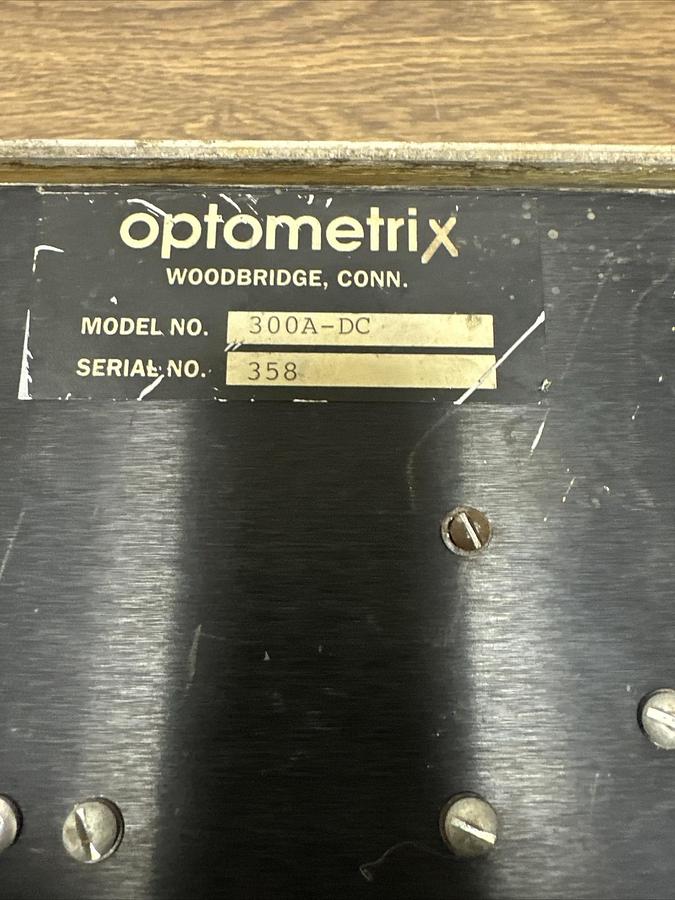 optometrix
WOODBRIDGE, CONN.
MODEL NO. 300A-DC
SERIAL NO. 358